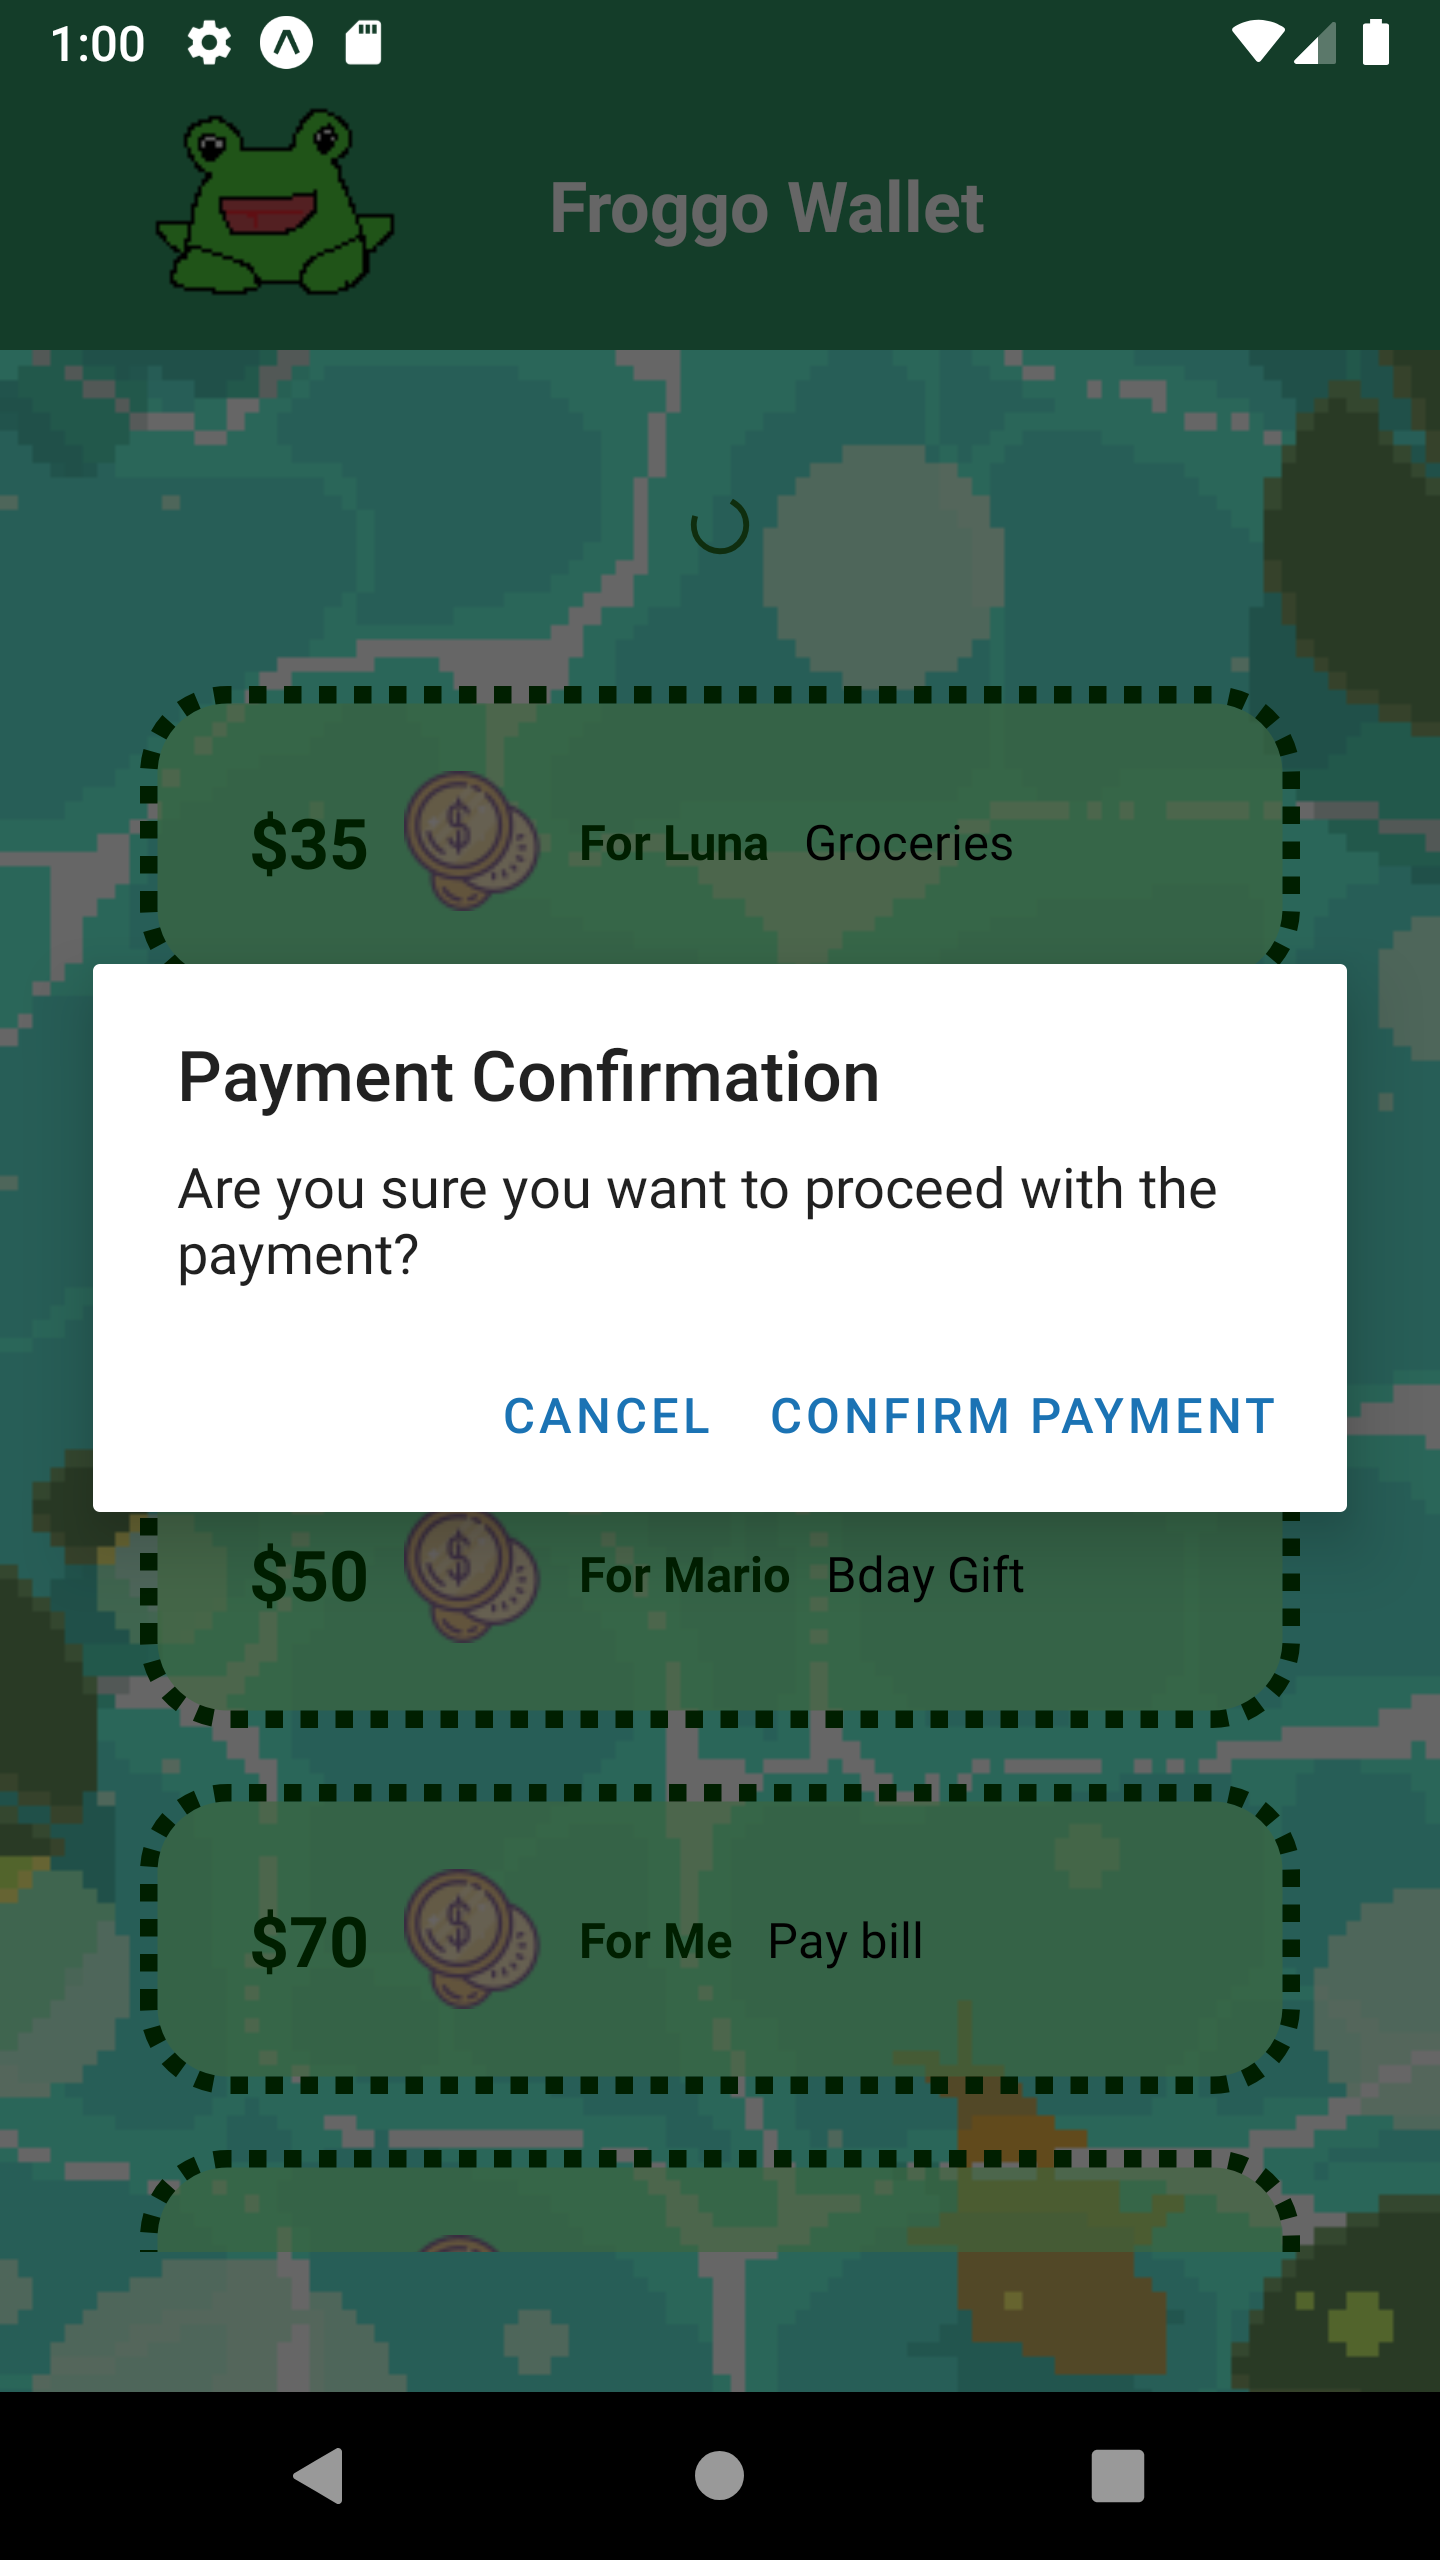 1:00
Froggo Wallet
$35 For Luna Groceries
Payment Confirmation
Are you sure you want to proceed with the
payment?
CANCEL CONFIRM PAYMENT
$50 For Mario Bday Gift
$70 For Me Pay bill